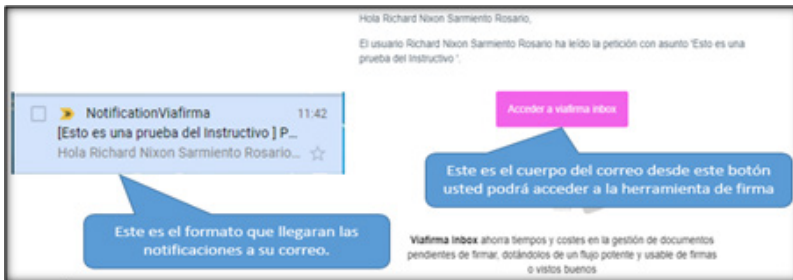 Hola Richard Nixon Sarmiento Rosario,
El usuario Richard Nixon Sarmiento Rosario ha leído la petición con asunto 'Esto es una
prueba del Instructivo '.
NotificationViafirma 11:42
[Esto es una prueba del Instructivo ] P...
Hola Richard Nixon Sarmiento Rosario...
Acceder a viafirma inbox
Este es el cuerpo del correo desde este botón
usted podrá acceder a la herramienta de firma
Este es el formato que llegaran las
notificaciones a su correo.
Viafirma Inbox ahorra tiempos y costes en la gestión de documentos
pendientes de firmar, dotándolos de un flujo potente y usable de firmas
o vistos buenos